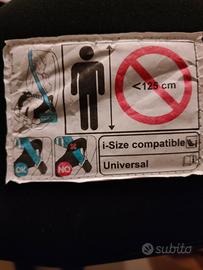 <125 cm
i-Size compatible
OK
NO
Universal
subito